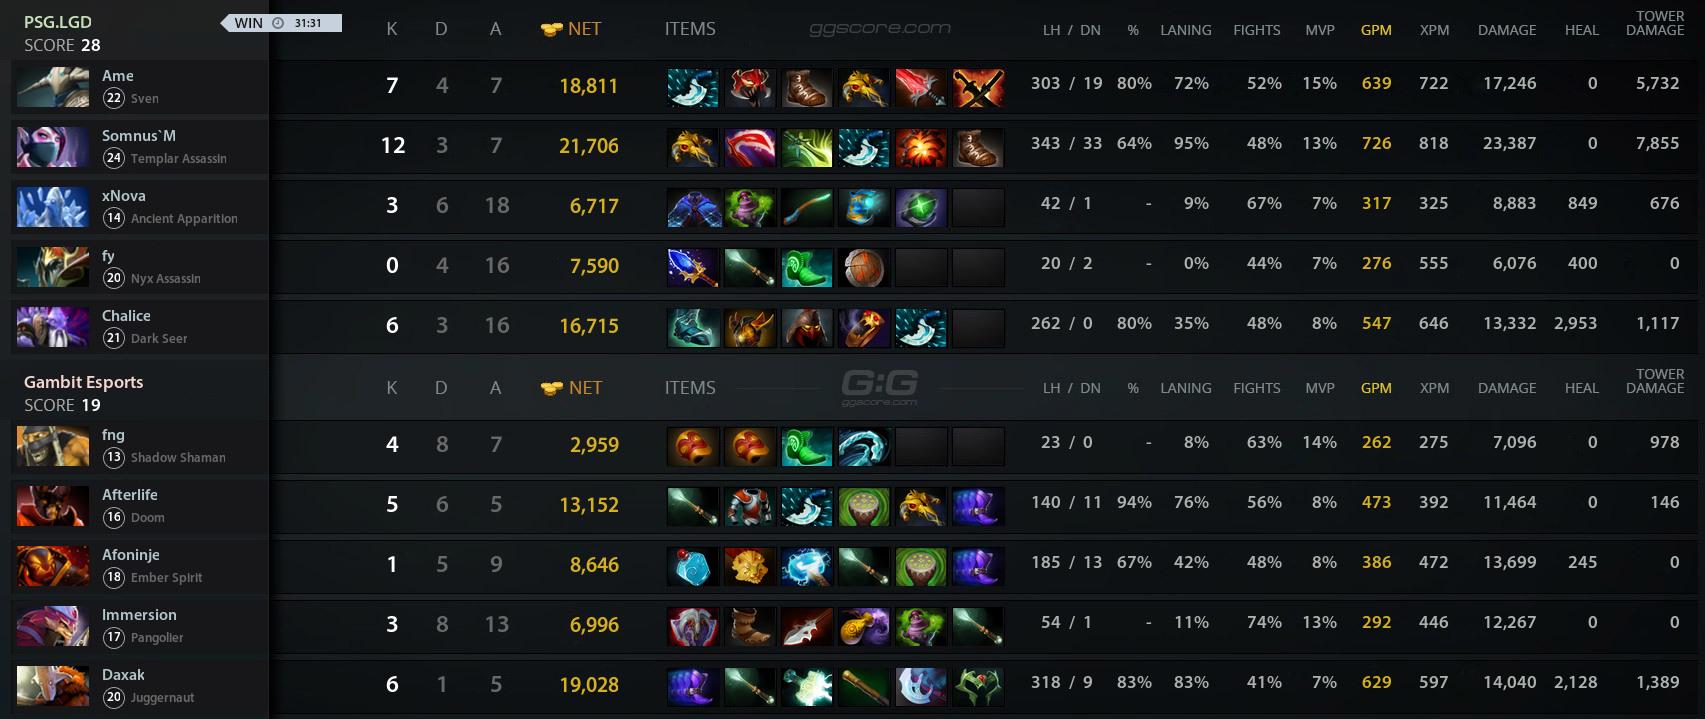 PSG.LGD WIN 31:31
SCORE 28
K D A NET ITEMS ggscore.com LH / DN % LANING FIGHTS MVP GPM XPM DAMAGE HEAL TOWER DAMAGE
Ame
22 Sven
7 4 7 18,811 303 / 19 80% 72% 52% 15% 639 722 17,246 0 5,732
Somnus`M
24 Templar Assassin
12 3 7 21,706 343 / 33 64% 95% 48% 13% 726 818 23,387 0 7,855
xNova
14 Ancient Apparition
3 6 18 6,717 42 / 1 - 9% 67% 7% 317 325 8,883 849 676
fy
20 Nyx Assassin
0 4 16 7,590 20 / 2 - 0% 44% 7% 276 555 6,076 400 0
Chalice
21 Dark Seer
6 3 16 16,715 262 / 0 80% 35% 48% 8% 547 646 13,332 2,953 1,117
Gambit Esports
SCORE 19
K D A NET ITEMS G:G ggscore.com LH / DN % LANING FIGHTS MVP GPM XPM DAMAGE HEAL TOWER DAMAGE
fng
13 Shadow Shaman
4 8 7 2,959 23 / 0 - 8% 63% 14% 262 275 7,096 0 978
Afterlife
16 Doom
5 6 5 13,152 140 / 11 94% 76% 56% 8% 473 392 11,464 0 146
Afoninje
18 Ember Spirit
1 5 9 8,646 185 / 13 67% 42% 48% 8% 386 472 13,699 245 0
Immersion
17 Pangolier
3 8 13 6,996 54 / 1 - 11% 74% 13% 292 446 12,267 0 0
Daxak
20 Juggernaut
6 1 5 19,028 318 / 9 83% 83% 41% 7% 629 597 14,040 2,128 1,389